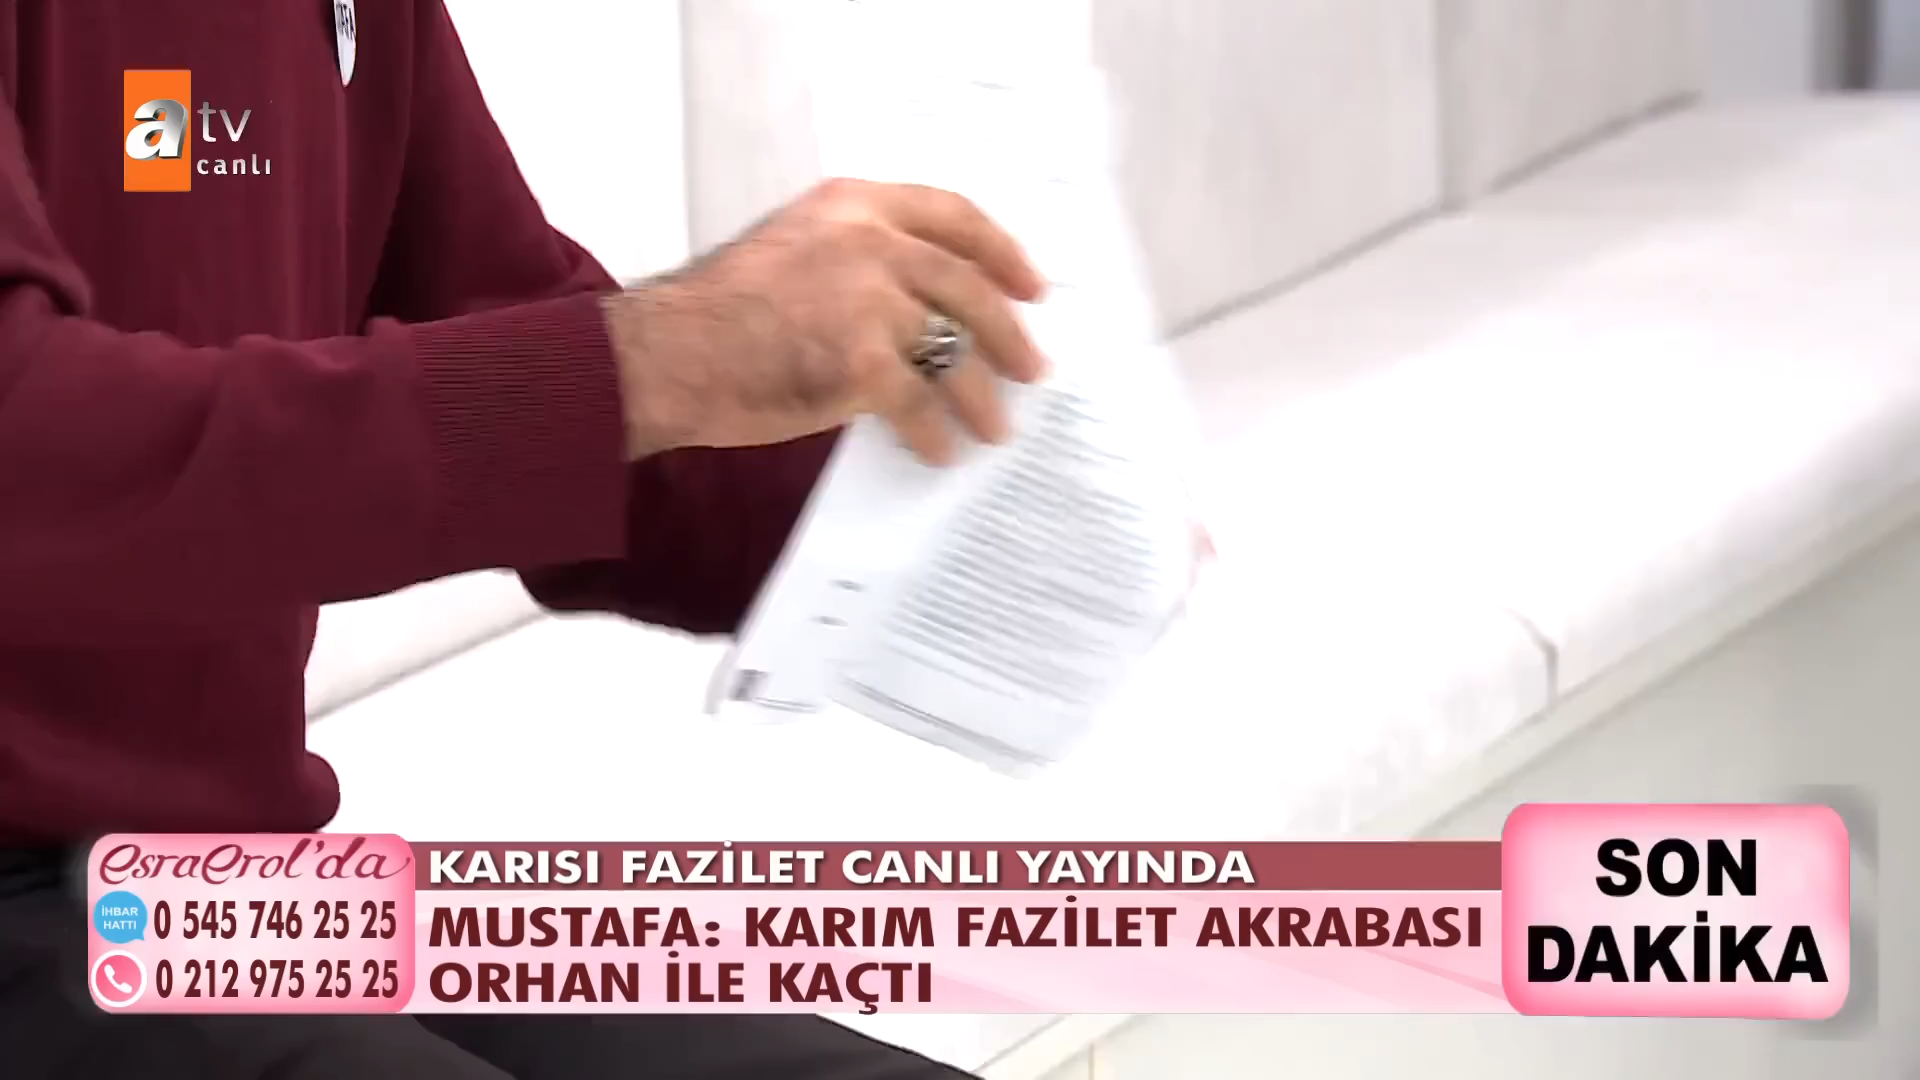 a tv
canlı
esraerol'da
İHBAR
HATTI
0 545 746 25 25
0 212 975 25 25
KARISI FAZİLET CANLI YAYINDA
MUSTAFA: KARIM FAZİLET AKRABASI
ORHAN İLE KAÇTI
SON
DAKİKA